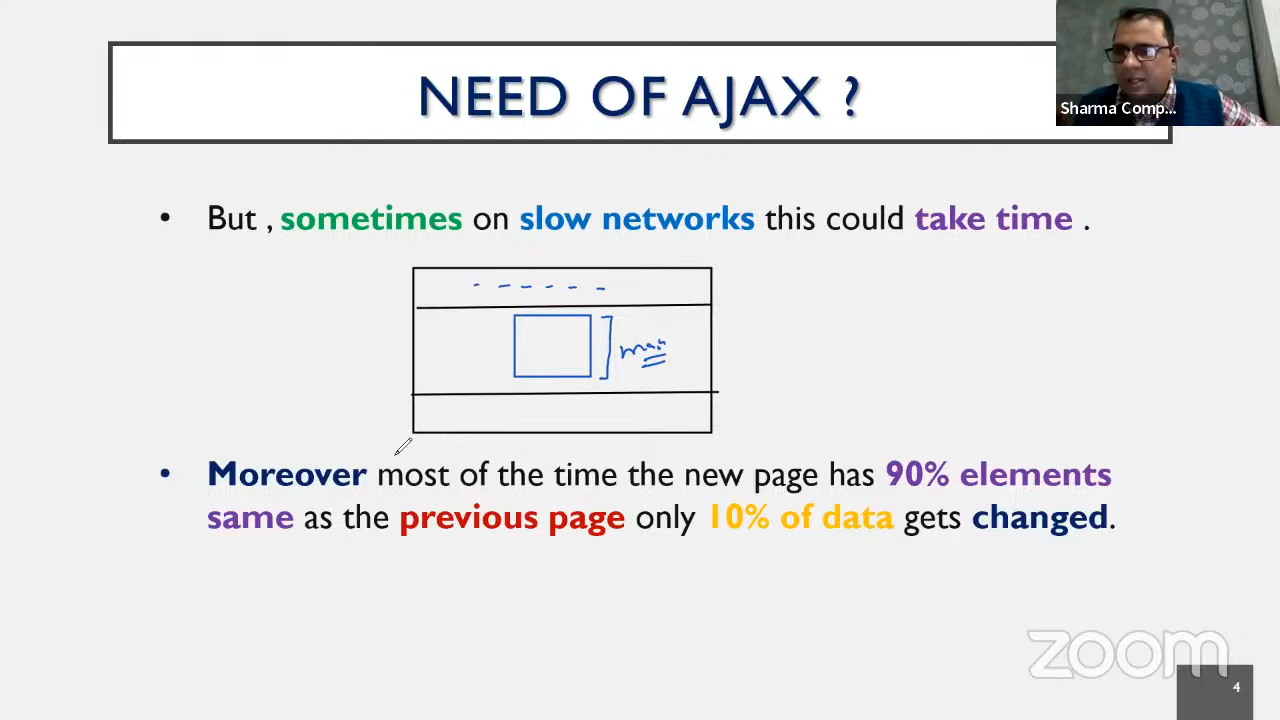 NEED OF AJAX ?
Sharma Comp...
• But , sometimes on slow networks this could take time .
• Moreover most of the time the new page has 90% elements
same as the previous page only 10% of data gets changed.
zoom
4